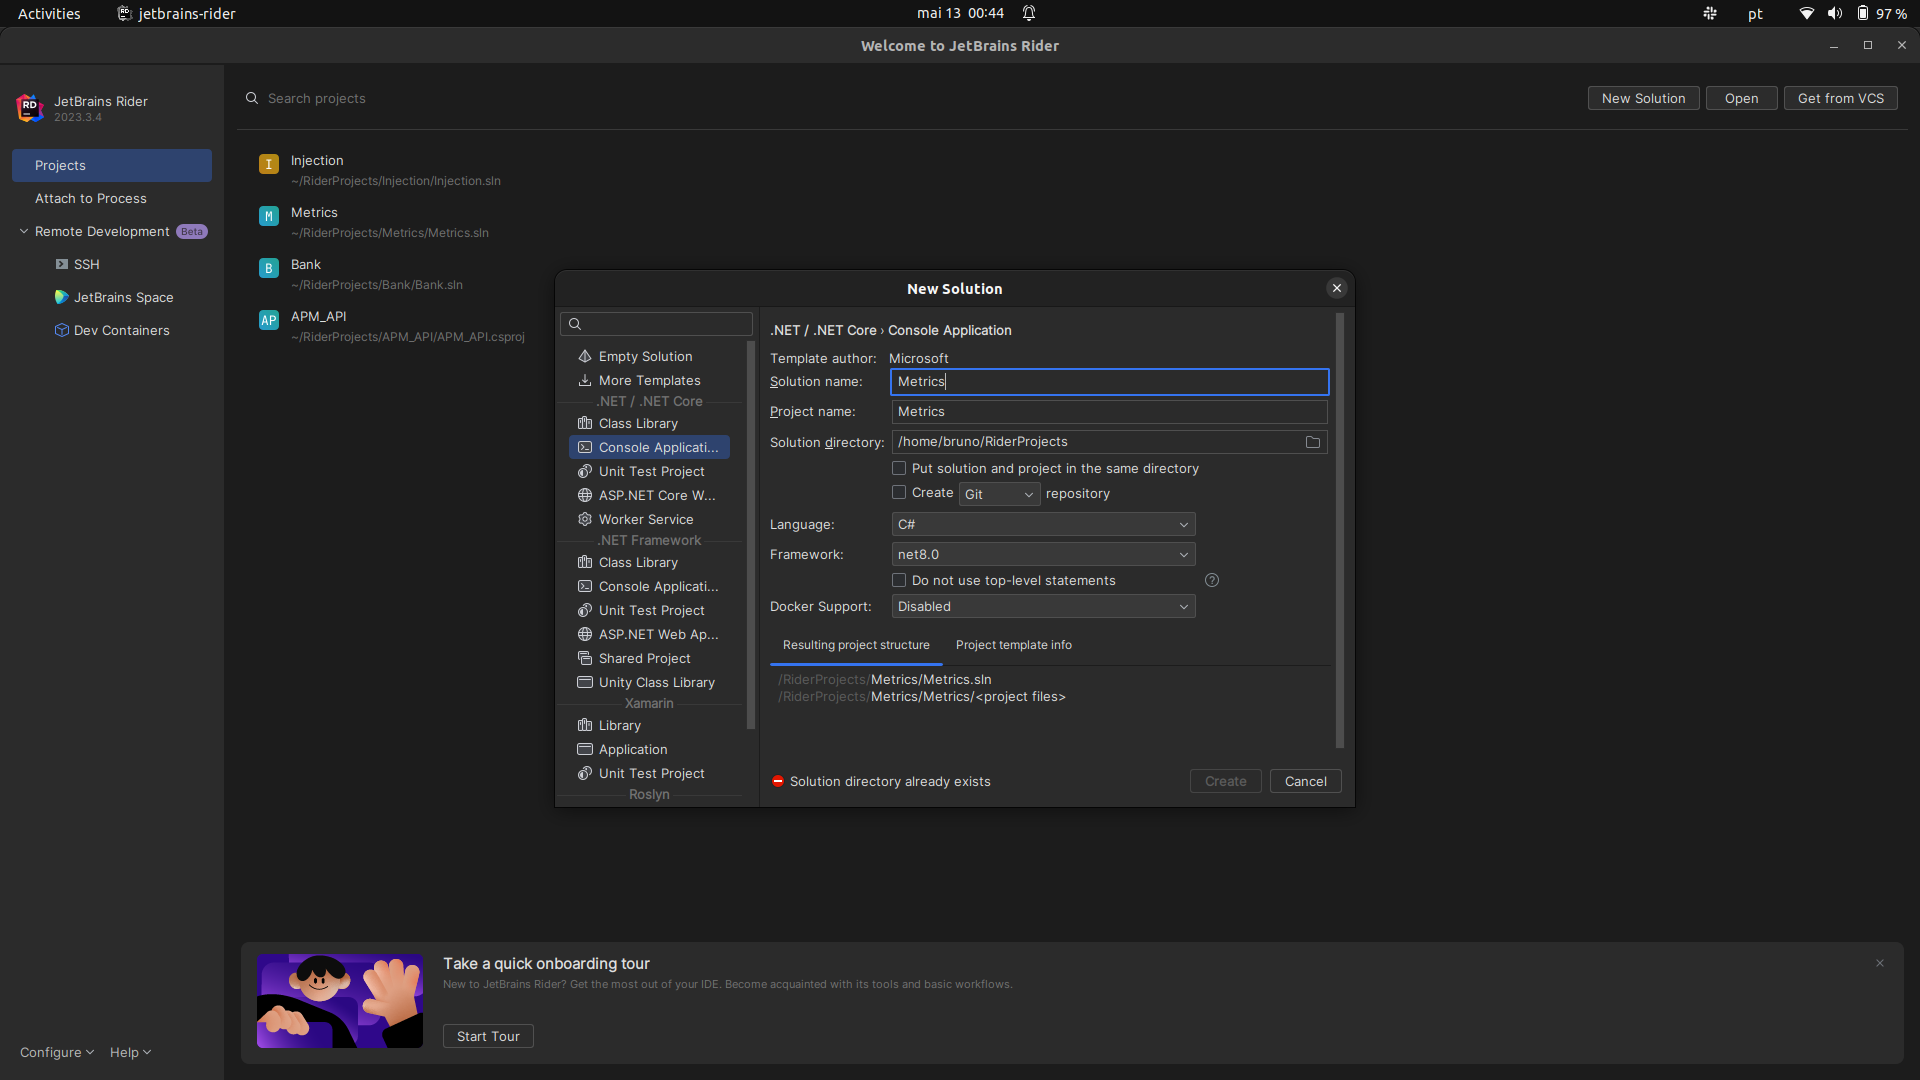 Activities
jetbrains-rider
mai 13 00:44
pt
97 %
Welcome to JetBrains Rider
RD
JetBrains Rider
2023.3.4
Search projects
New Solution
Open
Get from VCS
Projects
Attach to Process
Remote Development
Beta
SSH
JetBrains Space
Dev Containers
I
Injection
~/RiderProjects/Injection/Injection.sln
M
Metrics
~/RiderProjects/Metrics/Metrics.sln
B
Bank
~/RiderProjects/Bank/Bank.sln
AP
APM_API
~/RiderProjects/APM_API/APM_API.csproj
New Solution
Empty Solution
More Templates
.NET / .NET Core
Class Library
Console Applicati...
Unit Test Project
ASP.NET Core W...
Worker Service
.NET Framework
Class Library
Console Applicati...
Unit Test Project
ASP.NET Web Ap...
Shared Project
Unity Class Library
Xamarin
Library
Application
Unit Test Project
Roslyn
.NET / .NET Core › Console Application
Template author: Microsoft
Solution name: Metrics
Project name: Metrics
Solution directory: /home/bruno/RiderProjects
Put solution and project in the same directory
Create Git repository
Language: C#
Framework: net8.0
Do not use top-level statements
?
Docker Support: Disabled
Resulting project structure
Project template info
/RiderProjects/Metrics/Metrics.sln
/RiderProjects/Metrics/Metrics/<project files>
Solution directory already exists
Create
Cancel
Take a quick onboarding tour
New to JetBrains Rider? Get the most out of your IDE. Become acquainted with its tools and basic workflows.
Start Tour
Configure
Help